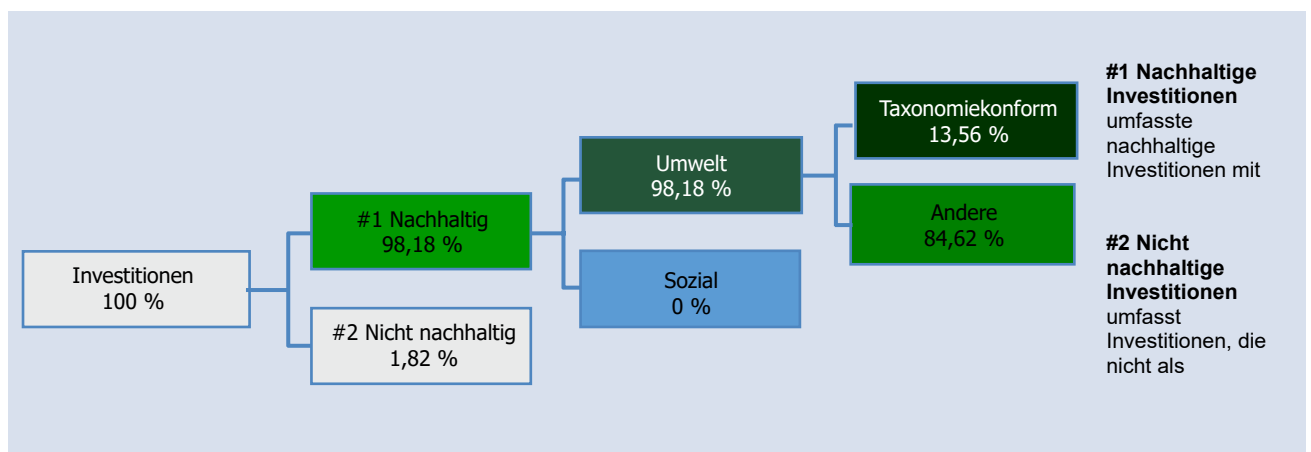 Investitionen
100 %
#1 Nachhaltig
98,18 %
#2 Nicht nachhaltig
1,82 %
Umwelt
98,18 %
Sozial
0 %
Taxonomiekonform
13,56 %
Andere
84,62 %
#1 Nachhaltige
Investitionen
umfasste
nachhaltige
Investitionen mit
#2 Nicht
nachhaltige
Investitionen
umfasst
Investitionen, die
nicht als